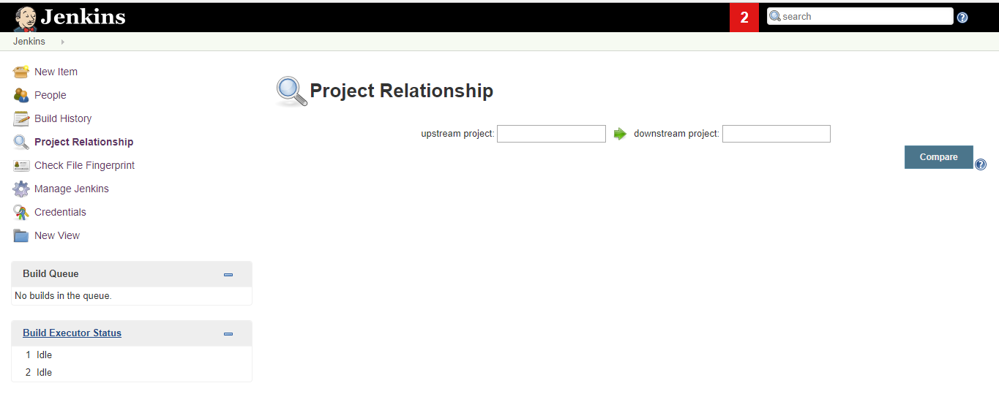 Jenkins
2
search
Jenkins
New Item
People
Build History
Project Relationship
Check File Fingerprint
Manage Jenkins
Credentials
New View
Build Queue
No builds in the queue.
Build Executor Status
1 Idle
2 Idle
Project Relationship
upstream project: downstream project:
Compare